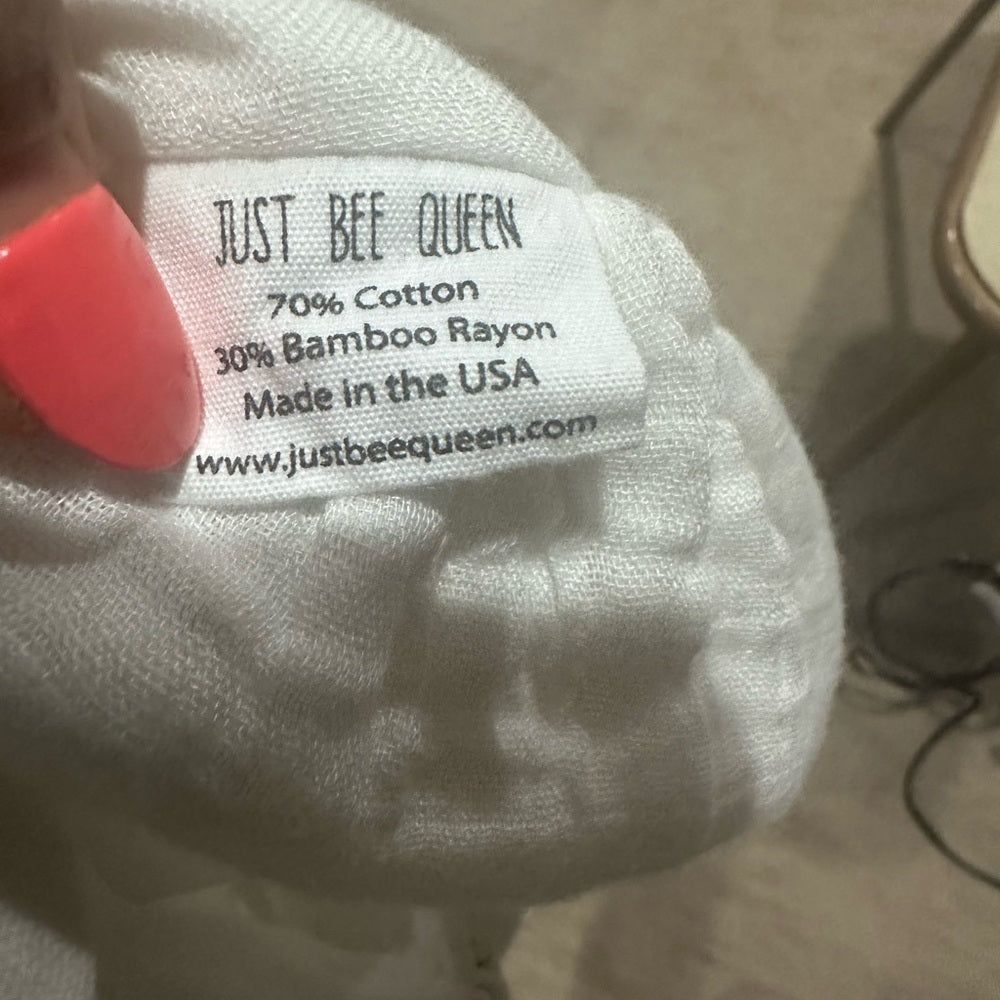 JUST BEE QUEEN
70% Cotton
30% Bamboo Rayon
Made in the USA
www.justbeequeen.com